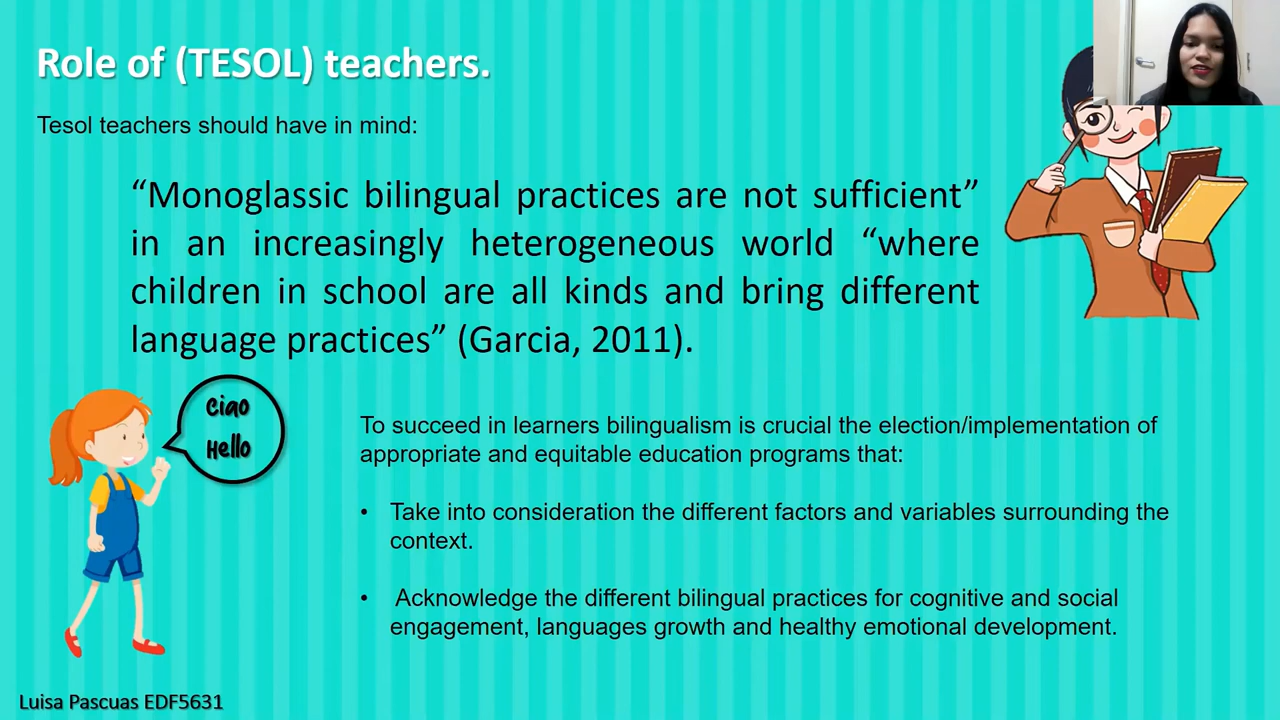 Role of (TESOL) teachers.
Tesol teachers should have in mind:
“Monoglassic bilingual practices are not sufficient”
in an increasingly heterogeneous world “where
children in school are all kinds and bring different
language practices” (Garcia, 2011).
Ciao
Hello
To succeed in learners bilingualism is crucial the election/implementation of
appropriate and equitable education programs that:
• Take into consideration the different factors and variables surrounding the
context.
• Acknowledge the different bilingual practices for cognitive and social
engagement, languages growth and healthy emotional development.
Luisa Pascuas EDF5631